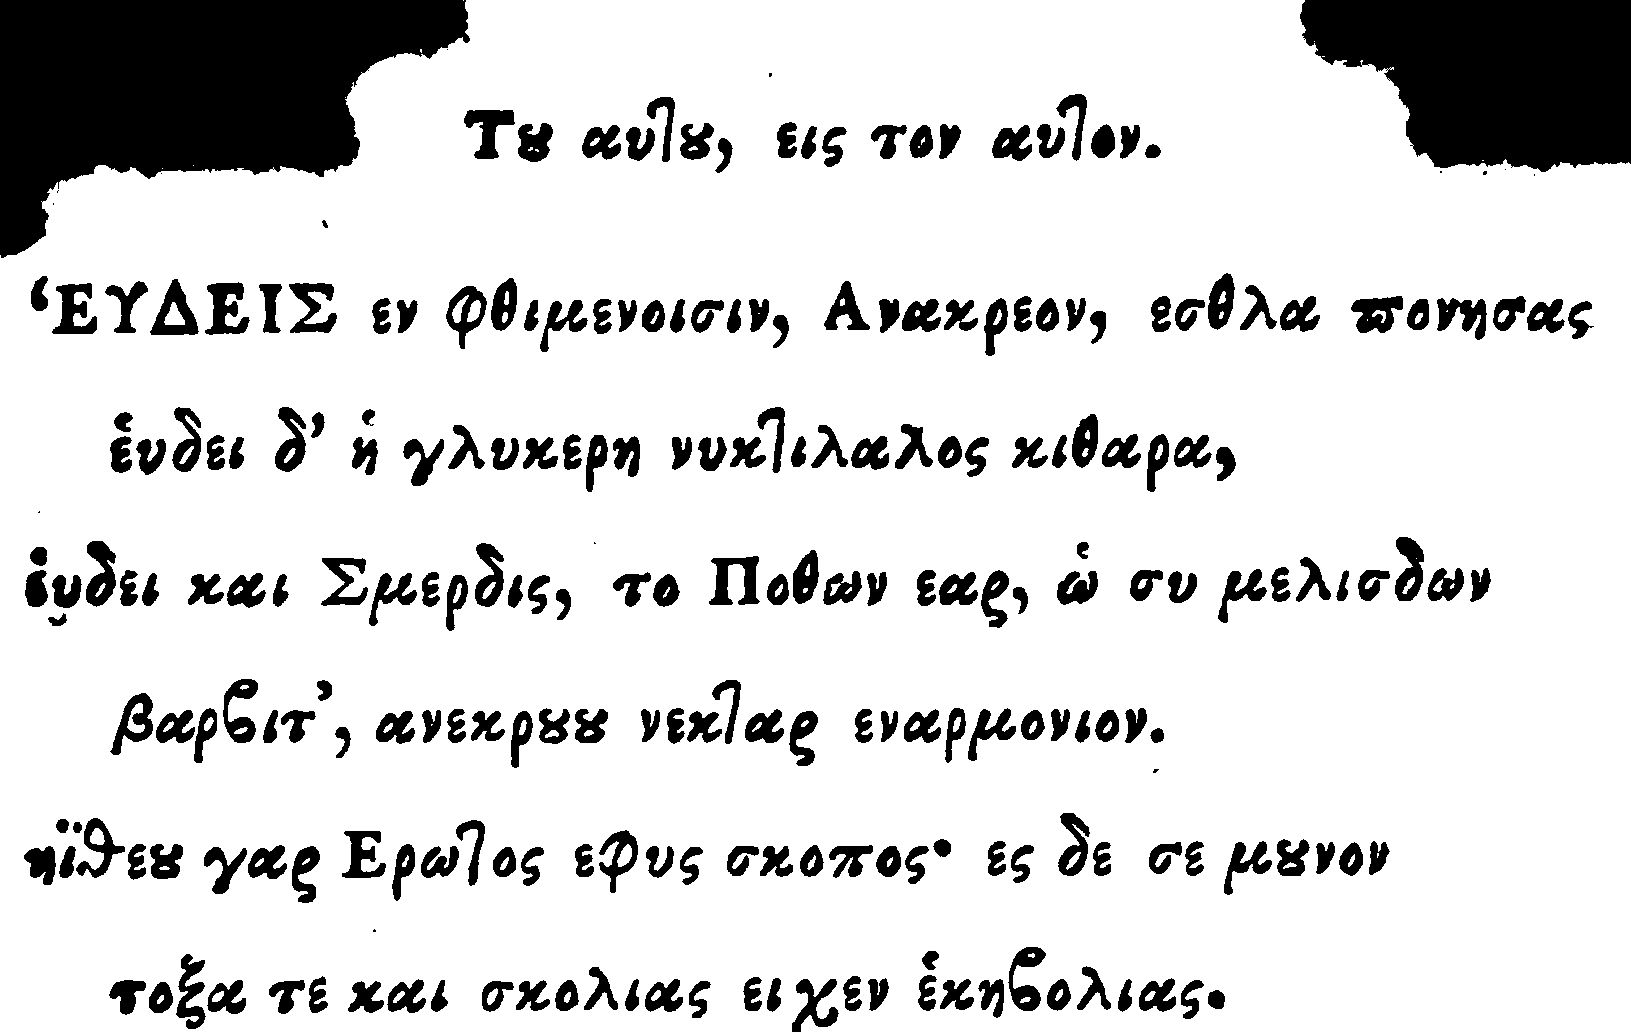 Τȣ αυτȣ, εις τον αυτον.
ʽΕΥΔΕΙΣ εν φθιμενοισιν, Ανακρεον, εσθλα πονησας
ἑυδει δ’ ἡ γλυκερη νυκτιλαλος κιθαρα,
ἑυδει και Σμερδις, το Ποθων εαρ, ὡ συ μελισδων
βαρϐιτ’, ανεκρȣȣ νεκταρ εναρμονιον.
ηϊθεȣ γαρ Ερωτος εφυς σκοπος· ες δε σε μȣνον
τοξα τε και σκολιας ειχεν ἑκηϐολιας.